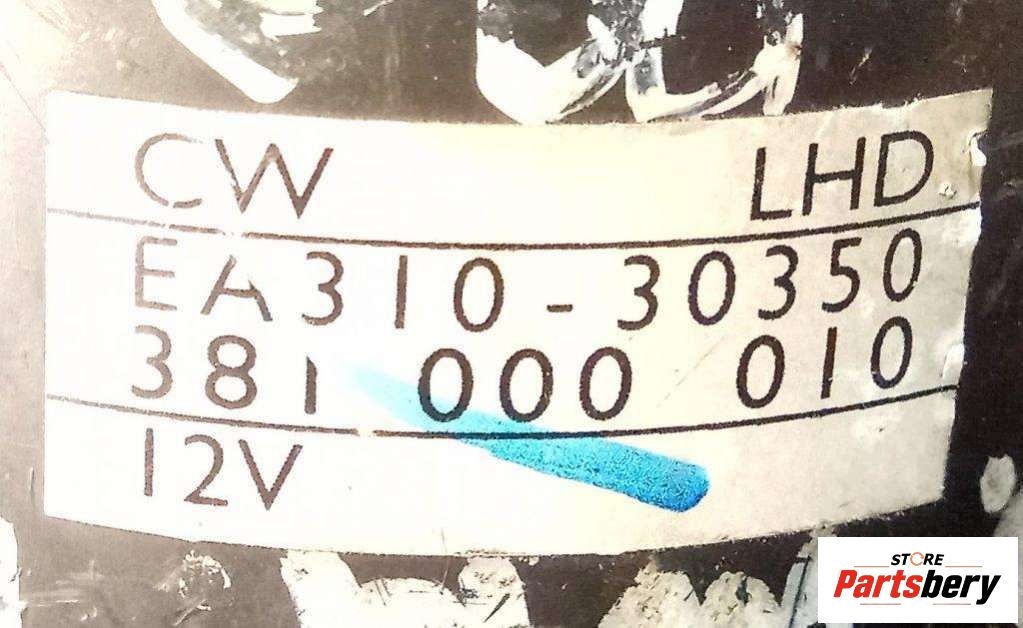 CW LHD
EA310-30350
381 000 010
12V
STORE
Partsbery